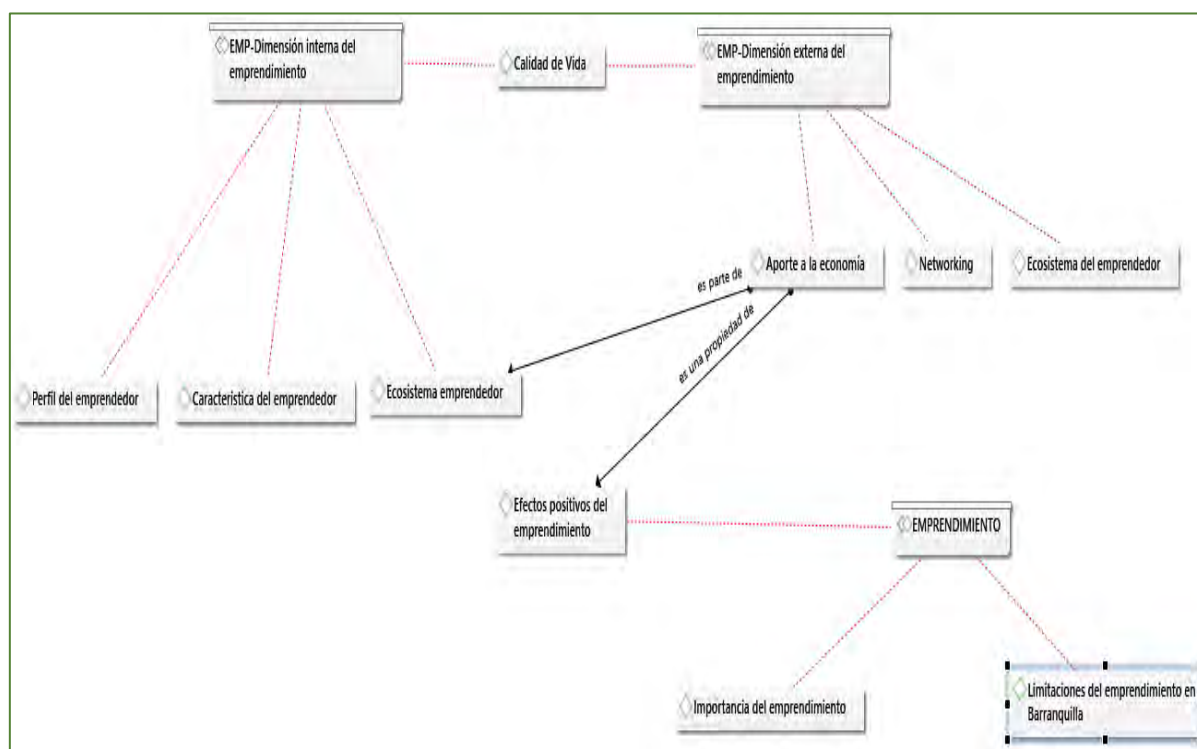 EMP-Dimensión interna del
emprendimiento
Calidad de Vida
EMP-Dimensión externa del
emprendimiento
Aporte a la economía
Networking
Ecosistema del emprendedor
es parte de
es una propiedad de
Perfil del emprendedor
Característica del emprendedor
Ecosistema emprendedor
Efectos positivos del
emprendimiento
EMPRENDIMIENTO
Importancia del emprendimiento
Limitaciones del emprendimiento en
Barranquilla